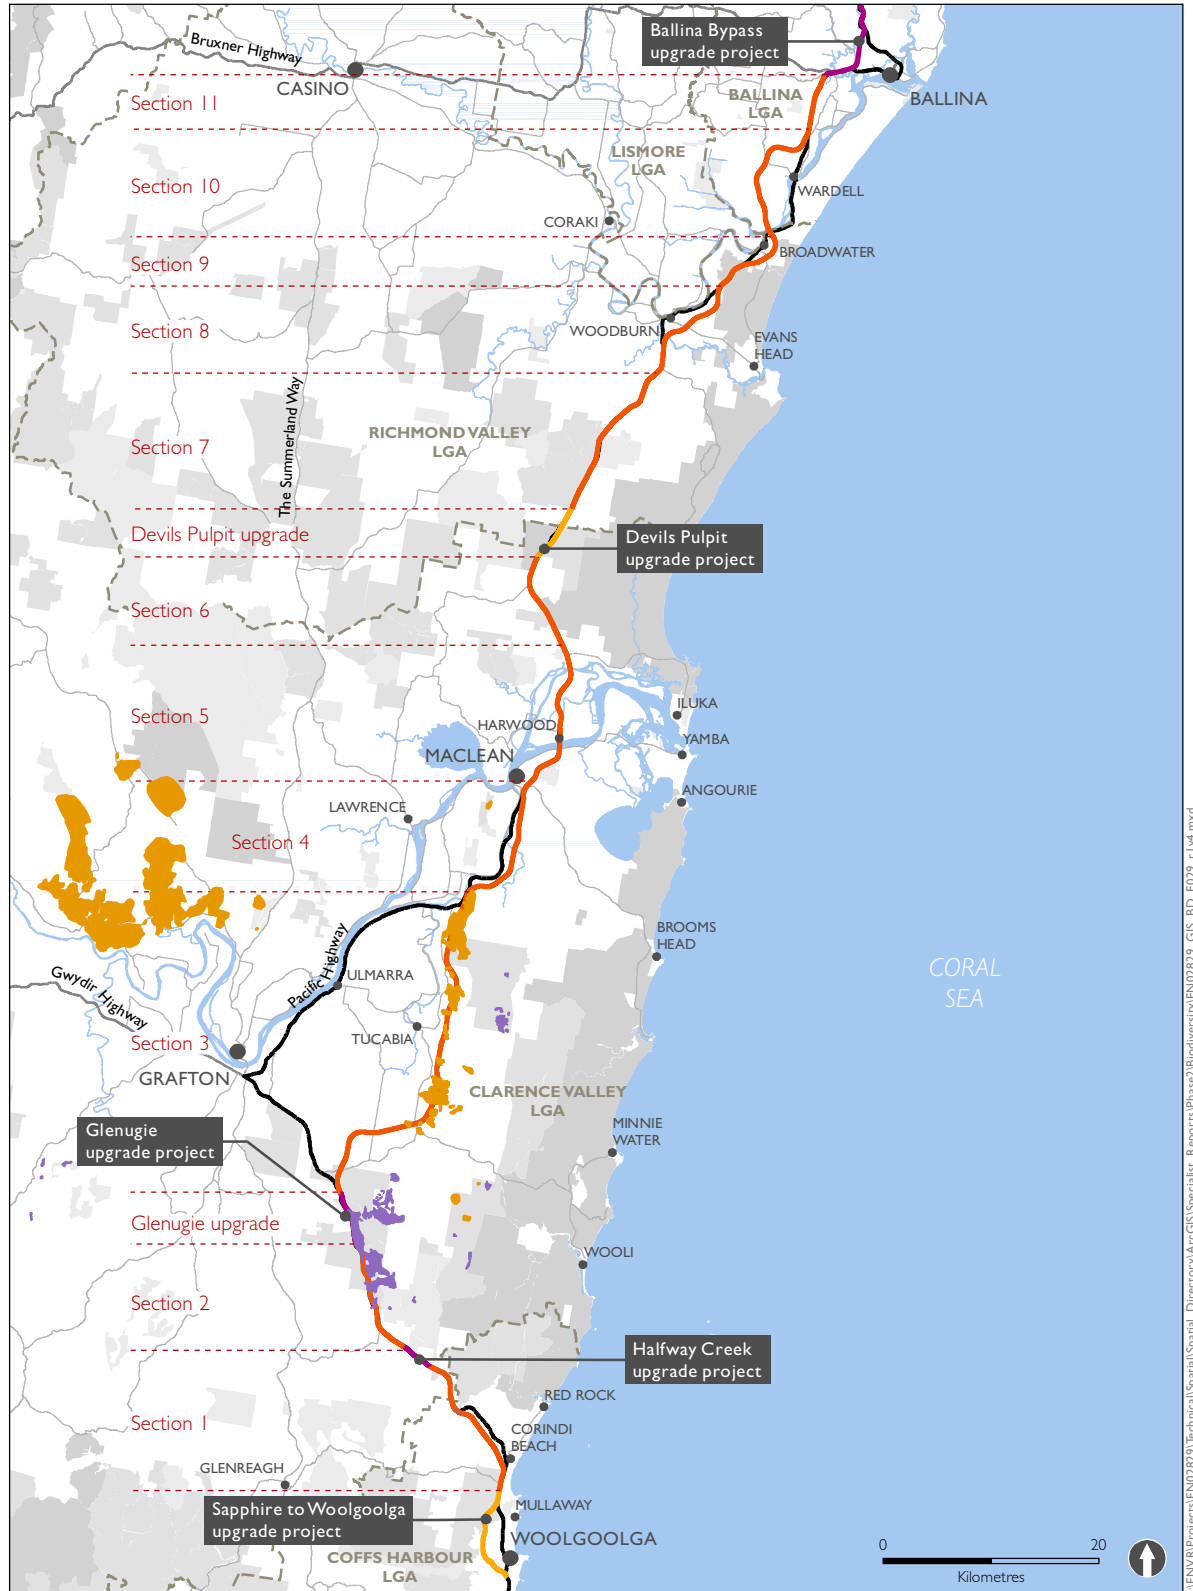 Ballina Bypass
upgrade project
Bruxner Highway
CASINO
BALLINA
Section 11
BALLINA
LGA
LISMORE
LGA
Section 10
WARDELL
CORAKI
BROADWATER
Section 9
WOODBURN
Section 8
EVANS
HEAD
The Summerland Way
RICHMOND VALLEY
LGA
Section 7
Devils Pulpit upgrade
Devils Pulpit
upgrade project
Section 6
ILUKA
Section 5
HARWOOD
YAMBA
MACLEAN
ANGOURIE
LAWRENCE
Section 4
BROOMS
HEAD
CORAL
SEA
Pacific Highway
ULMARRA
Gwydir Highway
TUCABIA
Section 3
GRAFTON
CLARENCE VALLEY
LGA
MINNIE
WATER
Glenugie
upgrade project
Glenugie upgrade
WOOLI
Section 2
Halfway Creek
upgrade project
RED ROCK
Section 1
CORINDI
BEACH
GLENREAGH
Sapphire to Woolgoolga
upgrade project
MULLAWAY
WOOLGOOLGA
COFFS HARBOUR
LGA
0 20
Kilometres